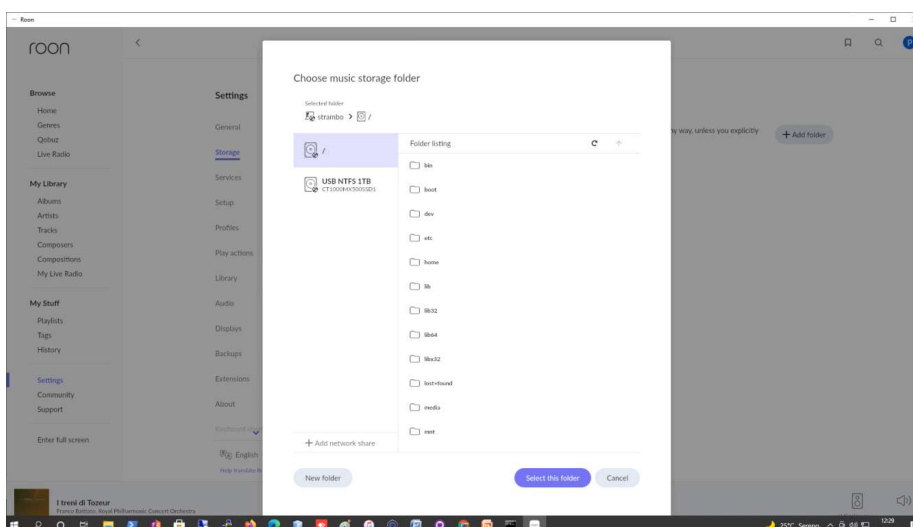 Roon
roon
Browse
Home
Genres
Qobuz
Live Radio
My Library
Albums
Artists
Tracks
Composers
Compositions
My Live Radio
My Stuff
Playlists
Tags
History
Settings
Community
Support
Enter full screen
Settings
General
Storage
Services
Setup
Profiles
Play actions
Library
Audio
Displays
Backups
Extensions
About
English
ny way, unless you explicitly
+ Add folder
P
Choose music storage folder
Selected folder
strambo > /
/
USB NTFS 1TB
CT1000MX500SSD1
+ Add network share
Folder listing
bin
boot
dev
etc
home
lib
lib32
lib64
libx32
lost+found
media
mnt
New folder
Select this folder
Cancel
I treni di Tozeur
Franco Battiato, Royal Philharmonic Concert Orchestra
25°C Sereno
12:29